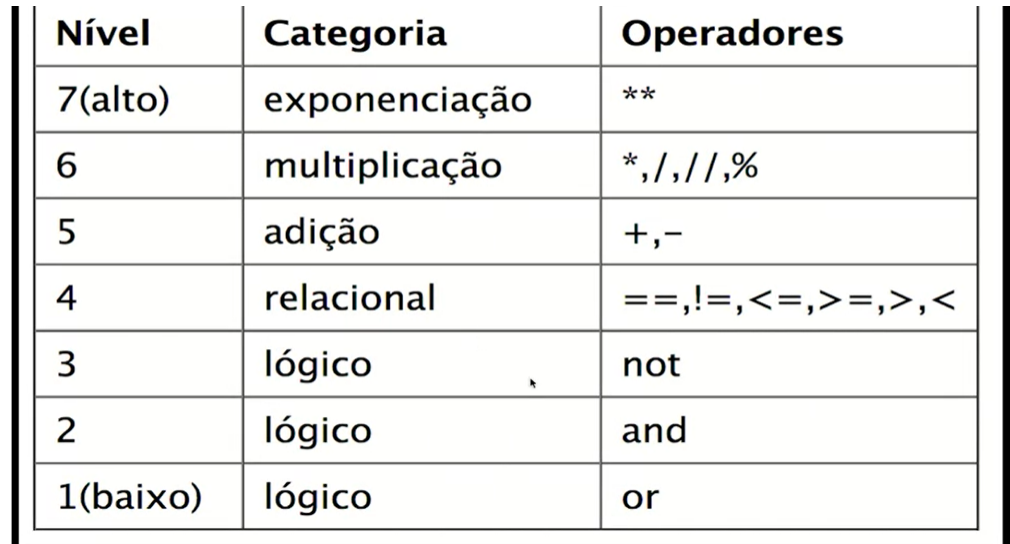 Nível Categoria Operadores
7(alto) exponenciação **
6 multiplicação *,/,//,%
5 adição +,-
4 relacional ==,!=,<=,>=,>,<
3 lógico not
2 lógico and
1(baixo) lógico or